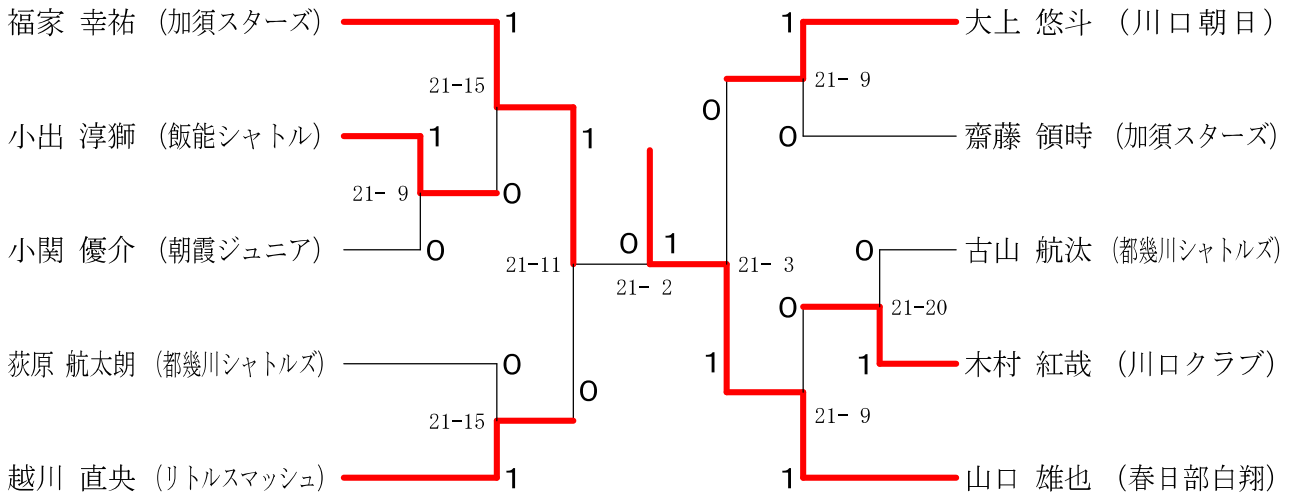 福家 幸祐 (加須スターズ) 1 1 大上 悠斗 (川口朝日)
21-15 21- 9
0
小出 淳獅 (飯能シャトル) 1 1 0 齋藤 領時 (加須スターズ)
21- 9 0
小関 優介 (朝霞ジュニア) 0 0 1 0 古山 航汰 (都幾川シャトルズ)
21-11 21- 3
21- 2
0 21-20
荻原 航太朗 (都幾川シャトルズ) 0 1 1 木村 紅哉 (川口クラブ)
0
21-15 21- 9
越川 直央 (リトルスマッシュ) 1 1 山口 雄也 (春日部白翔)